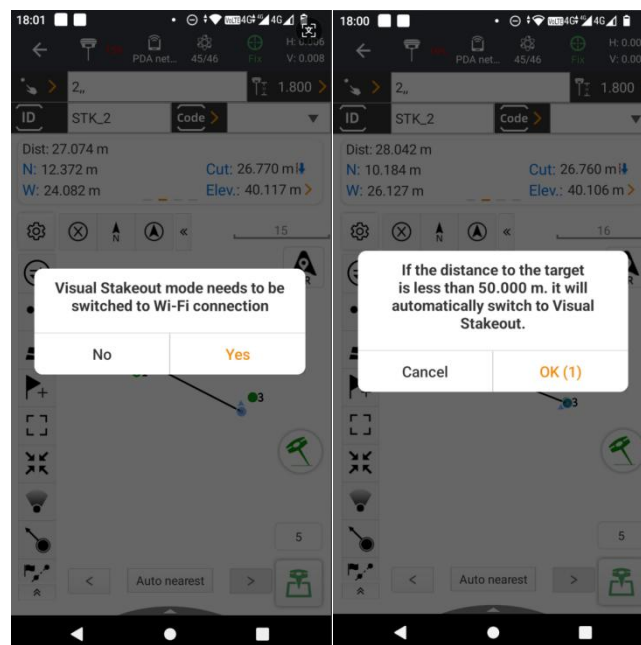 18:01
4G 4G
PDA net...
45/46
Fix
H: 0.006
V: 0.008
2,,
1.800
ID
STK_2
Code
Dist: 27.074 m
N: 12.372 m
Cut: 26.770 m
W: 24.082 m
Elev.: 40.117 m
N
15
Visual Stakeout mode needs to be
switched to Wi-Fi connection
No
Yes
3
5
Auto nearest
18:00
4G 4G
PDA net...
45/46
Fix
H: 0.00
V: 0.00
2,,
1.800
ID
STK_2
Code
Dist: 28.042 m
N: 10.184 m
Cut: 26.760 m
W: 26.127 m
Elev.: 40.106 m
N
16
If the distance to the target
is less than 50.000 m. it will
automatically switch to Visual
Stakeout.
Cancel
OK (1)
3
5
Auto nearest